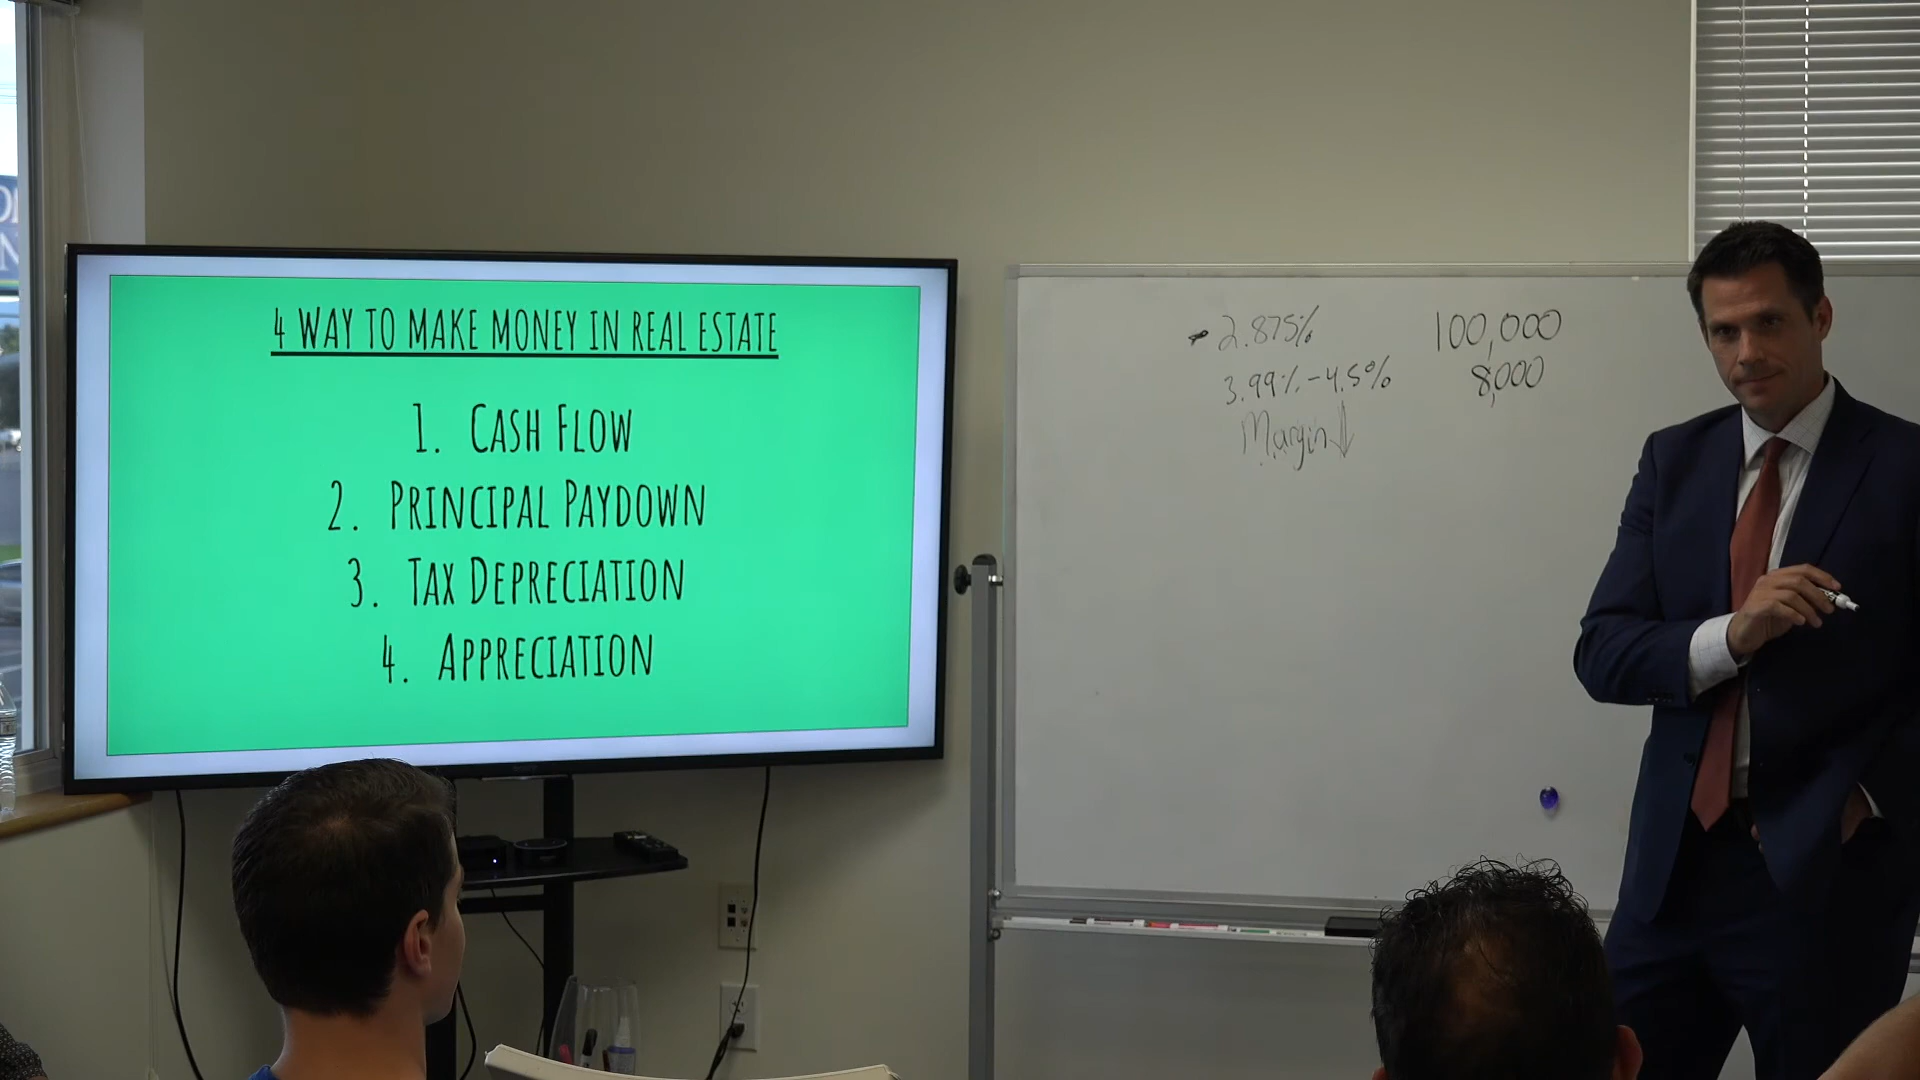 4 WAY TO MAKE MONEY IN REAL ESTATE
1. CASH FLOW
2. PRINCIPAL PAYDOWN
3. TAX DEPRECIATION
4. APPRECIATION
2.875%
3.99%-4.5%
Margin↓
100,000
8,000